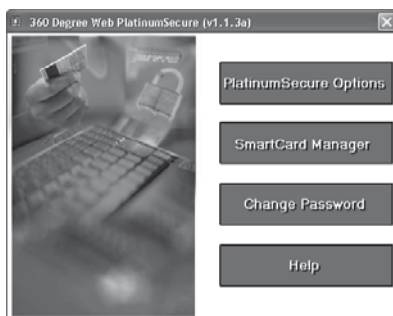 360 Degree Web PlatinumSecure (v1.1.3a)
PlatinumSecure Options
SmartCard Manager
Change Password
Help